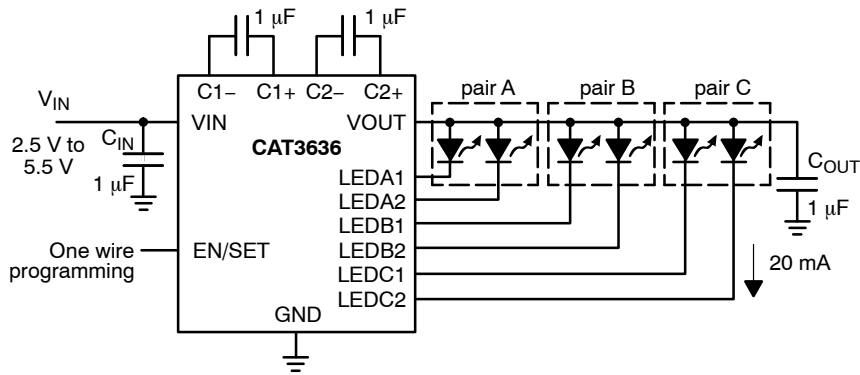 1 μF
1 μF
C1− C1+ C2− C2+
pair A
pair B
pair C
VIN
VIN
VOUT
2.5 V to
5.5 V
CIN
1 μF
CAT3636
LEDA1
LEDA2
LEDB1
LEDB2
LEDC1
LEDC2
COUT
1 μF
One wire
programming
EN/SET
20 mA
GND